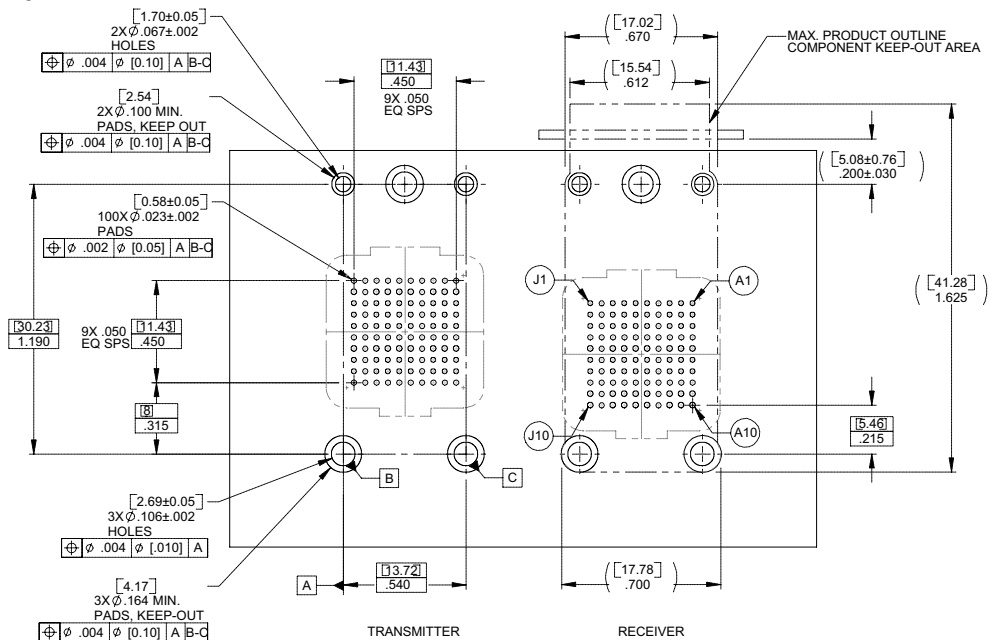 [1.70±0.05]
2X Ø.067±.002
HOLES
⌖ Ø .004 Ø [0.10] A B-C
[2.54]
2X Ø.100 MIN.
PADS, KEEP OUT
⌖ Ø .004 Ø [0.10] A B-C
[0.58±0.05]
100X Ø.023±.002
PADS
⌖ Ø .002 Ø [0.05] A B-C
[11.43]
.450
9X .050
EQ SPS
([17.02]
.670)
([15.54]
.612)
MAX. PRODUCT OUTLINE
COMPONENT KEEP-OUT AREA
([5.08±0.76]
.200±.030)
([41.28]
1.625)
J1
A1
[30.23]
1.190
9X .050
EQ SPS
[11.43]
.450
[8]
.315
J10
A10
[5.46]
.215
B
C
[2.69±0.05]
3X Ø.106±.002
HOLES
⌖ Ø .004 Ø [.010] A
[4.17]
3X Ø.164 MIN.
PADS, KEEP-OUT
⌖ Ø .004 Ø [0.10] A B-C
A
[13.72]
.540
([17.78]
.700)
TRANSMITTER
RECEIVER